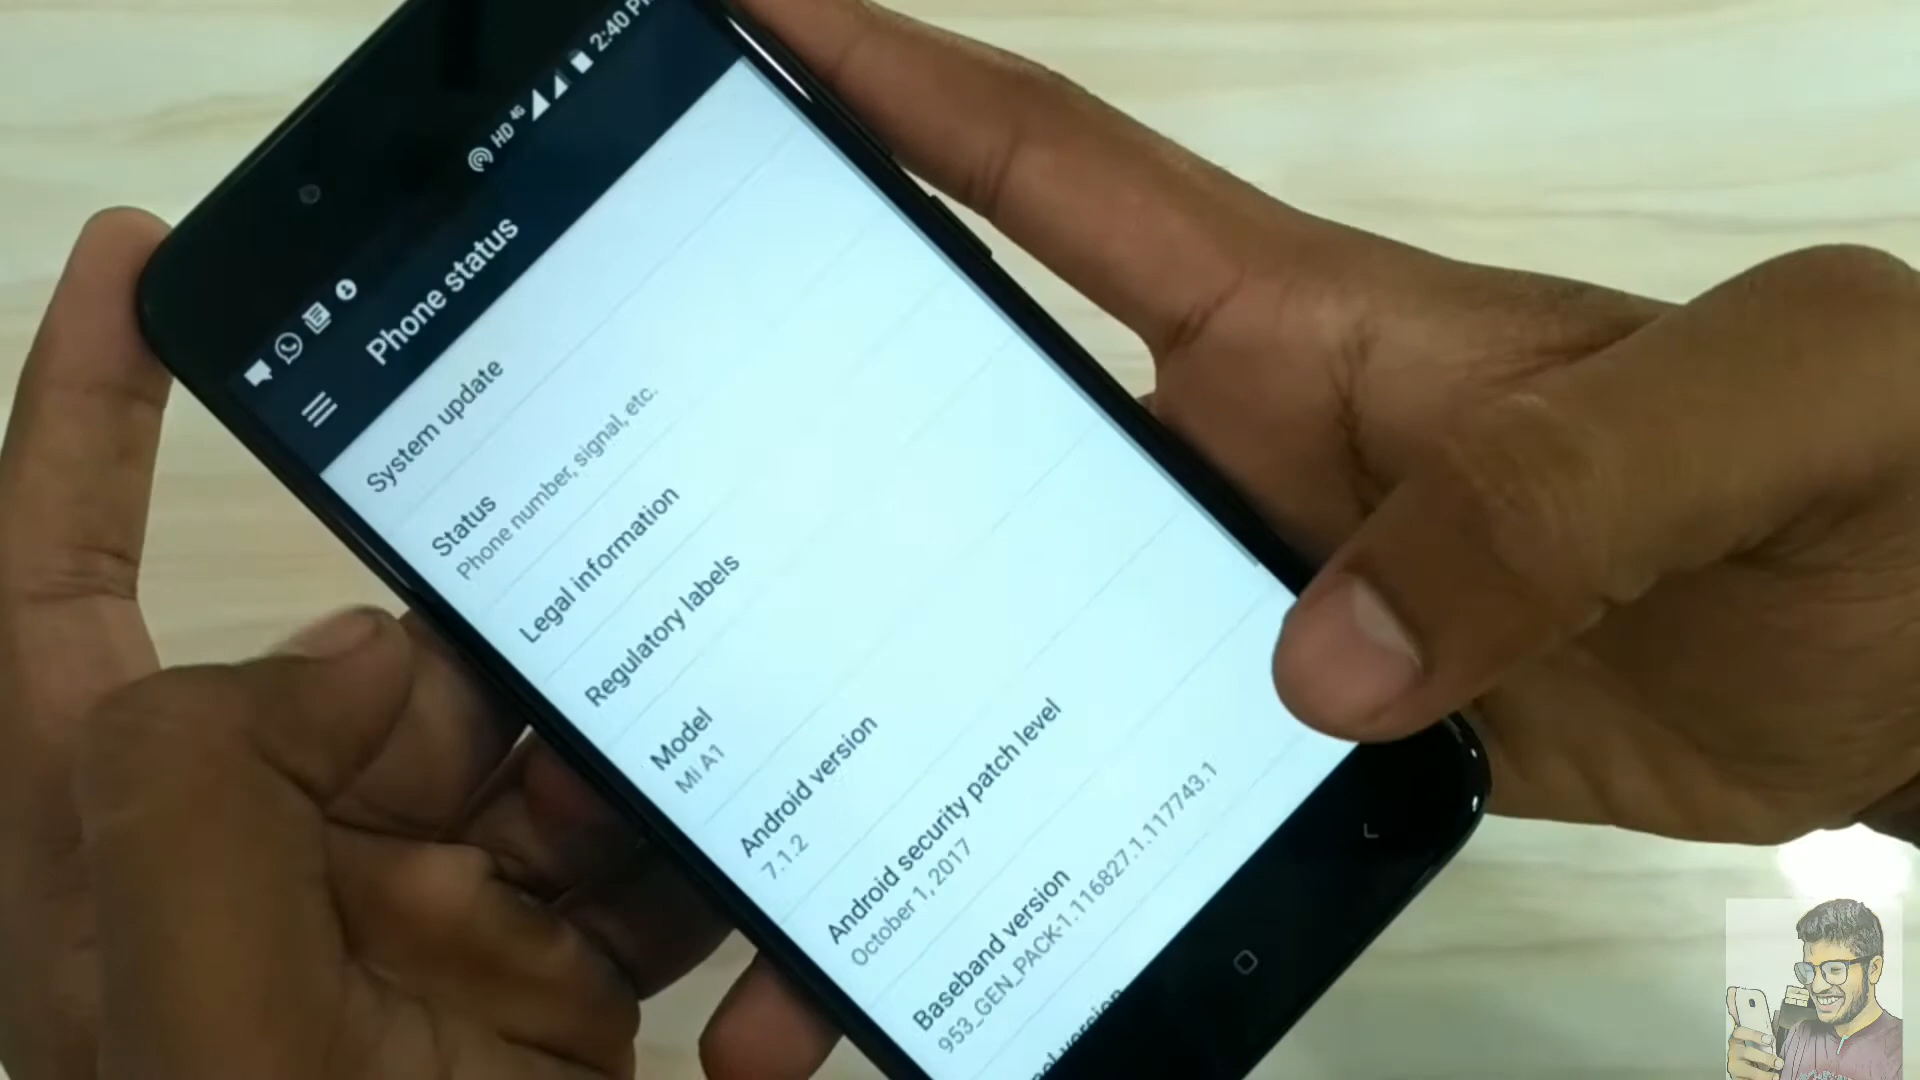 HD 4G 2:40
Phone status
System update
Status
Phone number, signal, etc.
Legal information
Regulatory labels
Model
Mi A1
Android version
7.1.2
Android security patch level
October 1, 2017
Baseband version
953_GEN_PACK-1.116827.1.117743.1
version